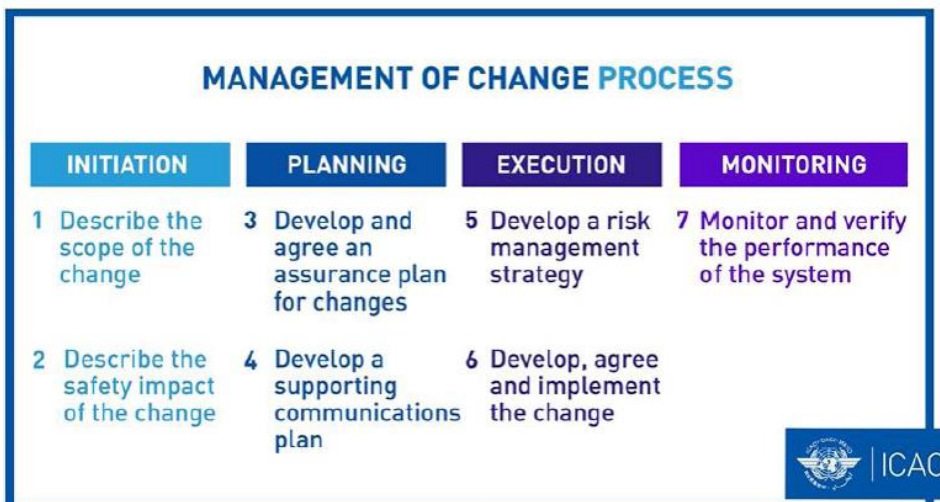 MANAGEMENT OF CHANGE PROCESS
INITIATION
1 Describe the
scope of the
change
2 Describe the
safety impact
of the change
PLANNING
3 Develop and
agree an
assurance plan
for changes
4 Develop a
supporting
communications
plan
EXECUTION
5 Develop a risk
management
strategy
6 Develop, agree
and implement
the change
MONITORING
7 Monitor and verify
the performance
of the system
ICAO